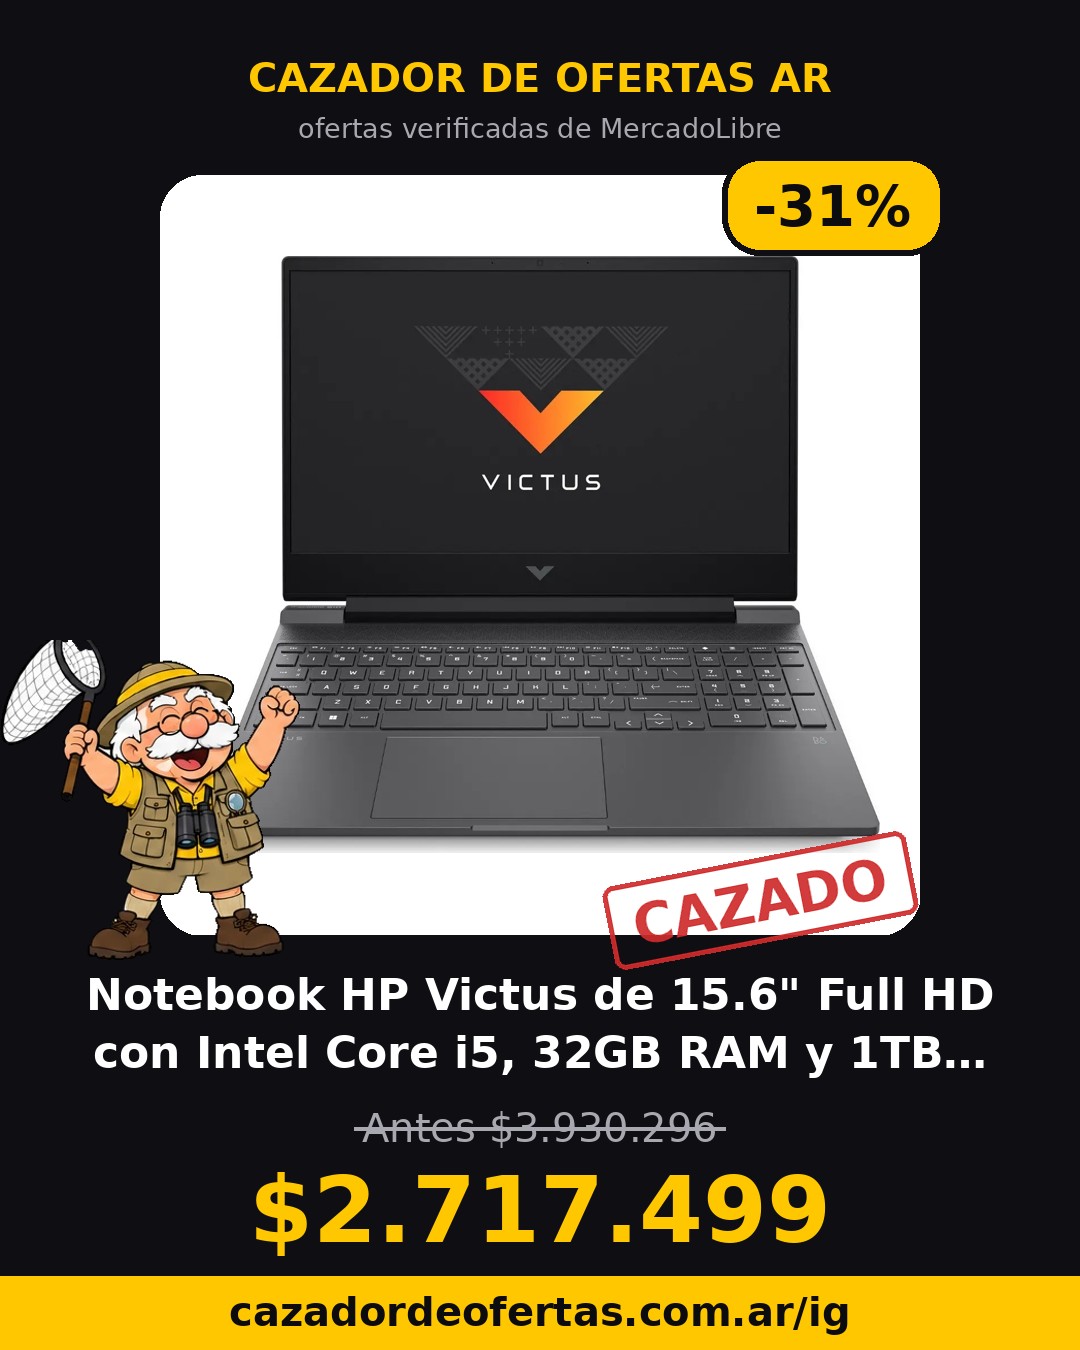 CAZADOR DE OFERTAS AR
ofertas verificadas de MercadoLibre
-31%
VICTUS
CAZADO
Notebook HP Victus de 15.6" Full HD
con Intel Core i5, 32GB RAM y 1TB...
Antes $3.930.296
$2.717.499
cazadordeofertas.com.ar/ig